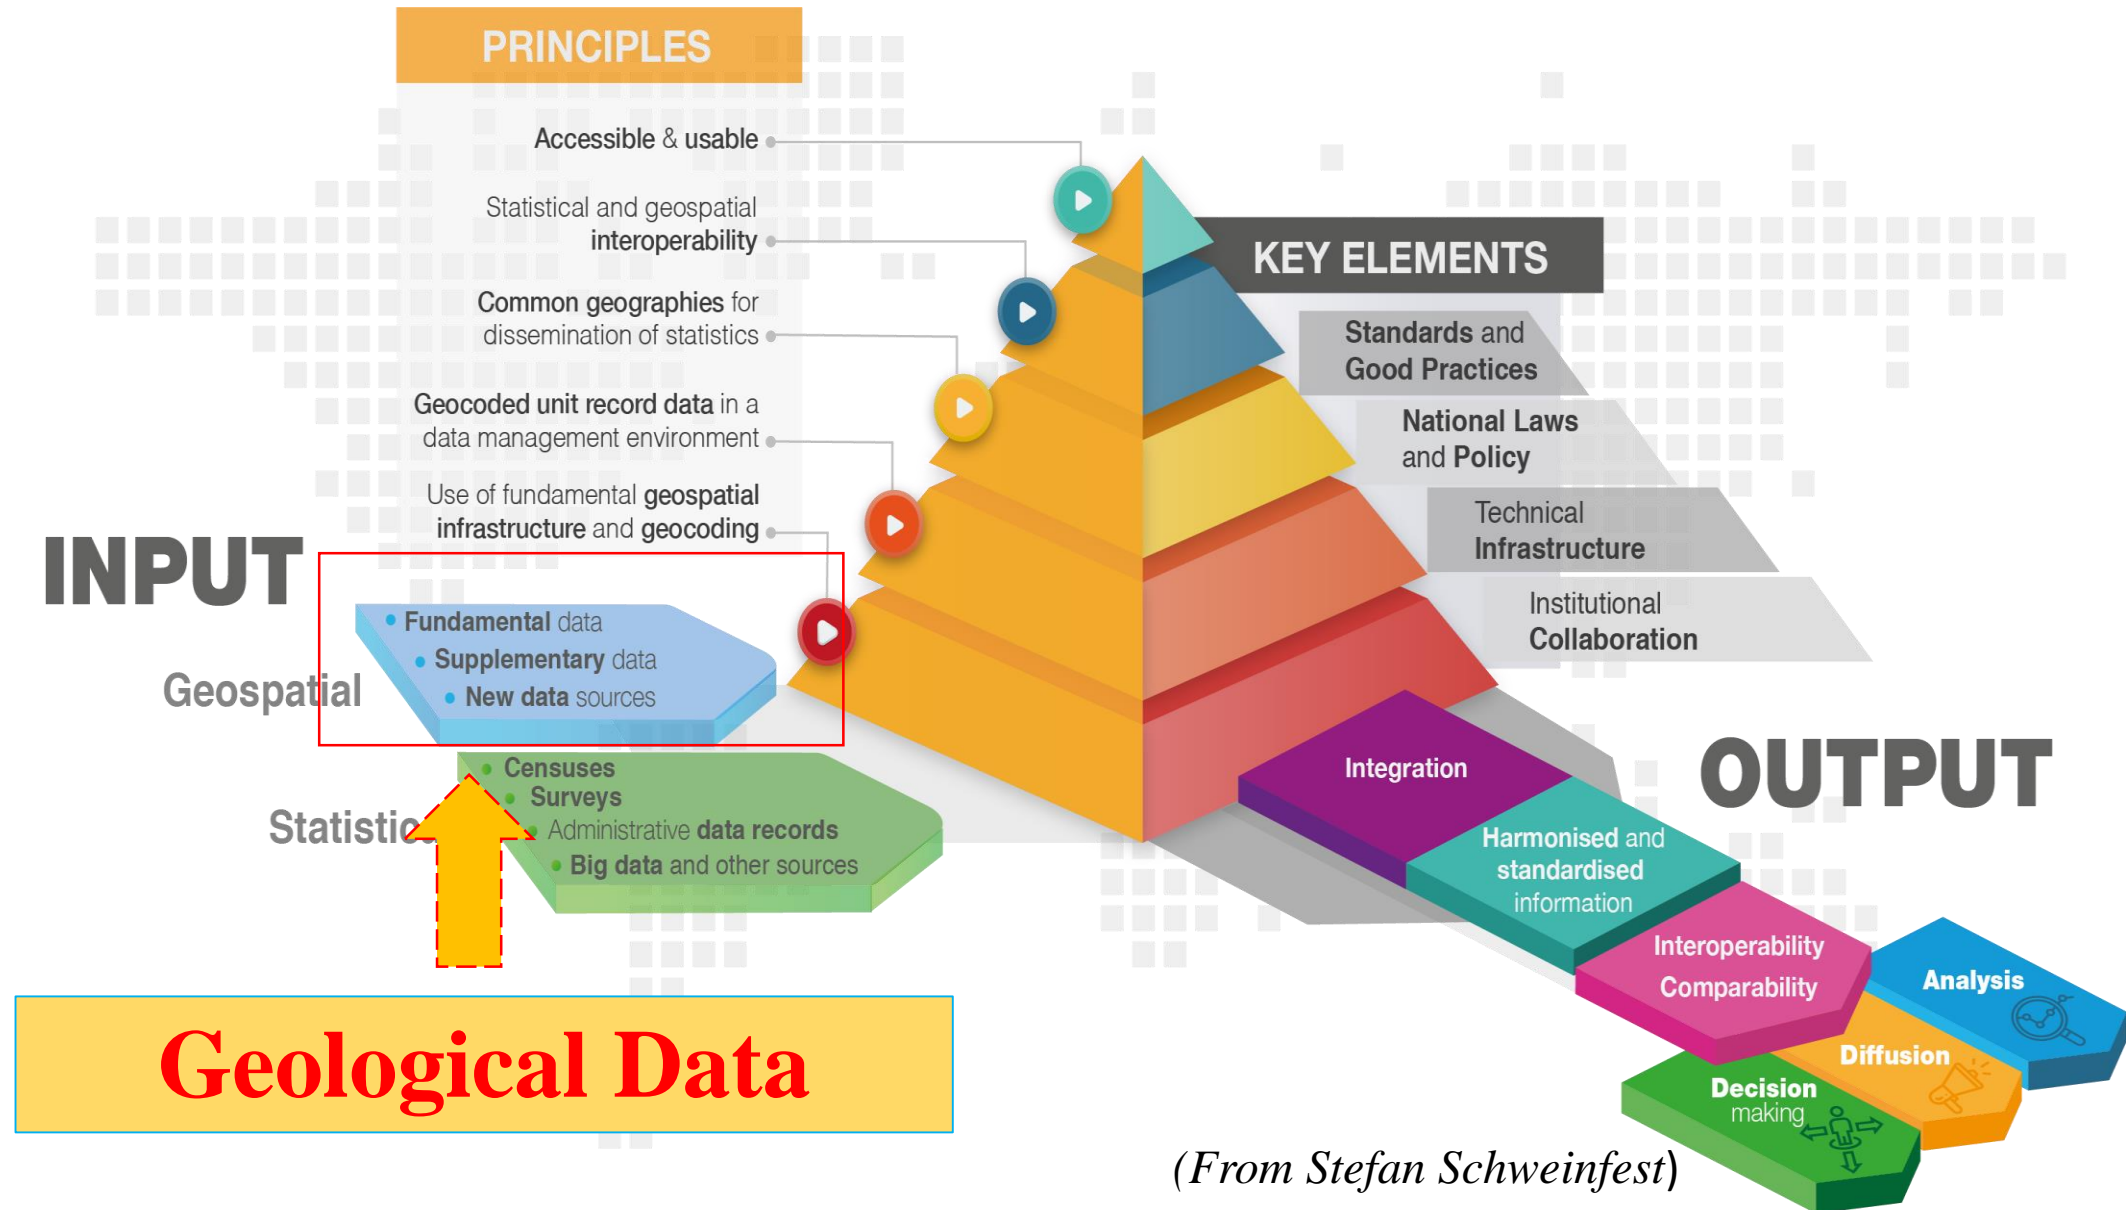 PRINCIPLES
Accessible & usable
Statistical and geospatial
interoperability
Common geographies for
dissemination of statistics
Geocoded unit record data in a
data management environment
Use of fundamental geospatial
infrastructure and geocoding
KEY ELEMENTS
Standards and
Good Practices
National Laws
and Policy
Technical
Infrastructure
Institutional
Collaboration
INPUT
Geospatial
• Fundamental data
• Supplementary data
• New data sources
• Censuses
• Surveys
• Administrative data records
• Big data and other sources
Geological Data
OUTPUT
Integration
Harmonised and
standardised
information
Interoperability
Comparability
Analysis
Diffusion
Decision
making
(From Stefan Schweinfest)